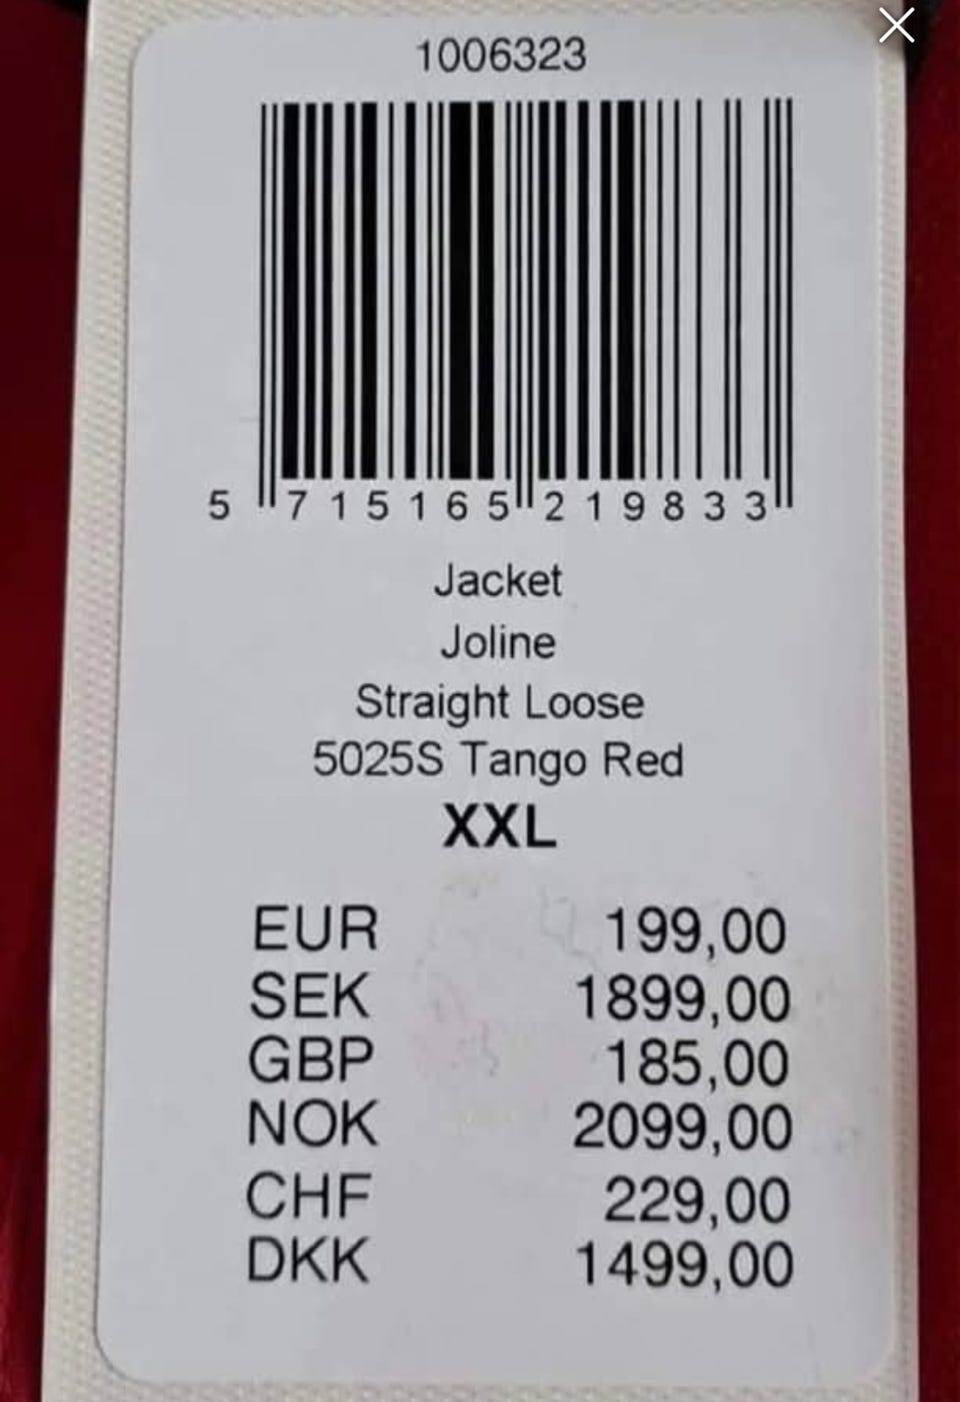 1006323
5 715165 219833
Jacket
Joline
Straight Loose
5025S Tango Red
XXL
EUR 199,00
SEK 1899,00
GBP 185,00
NOK 2099,00
CHF 229,00
DKK 1499,00